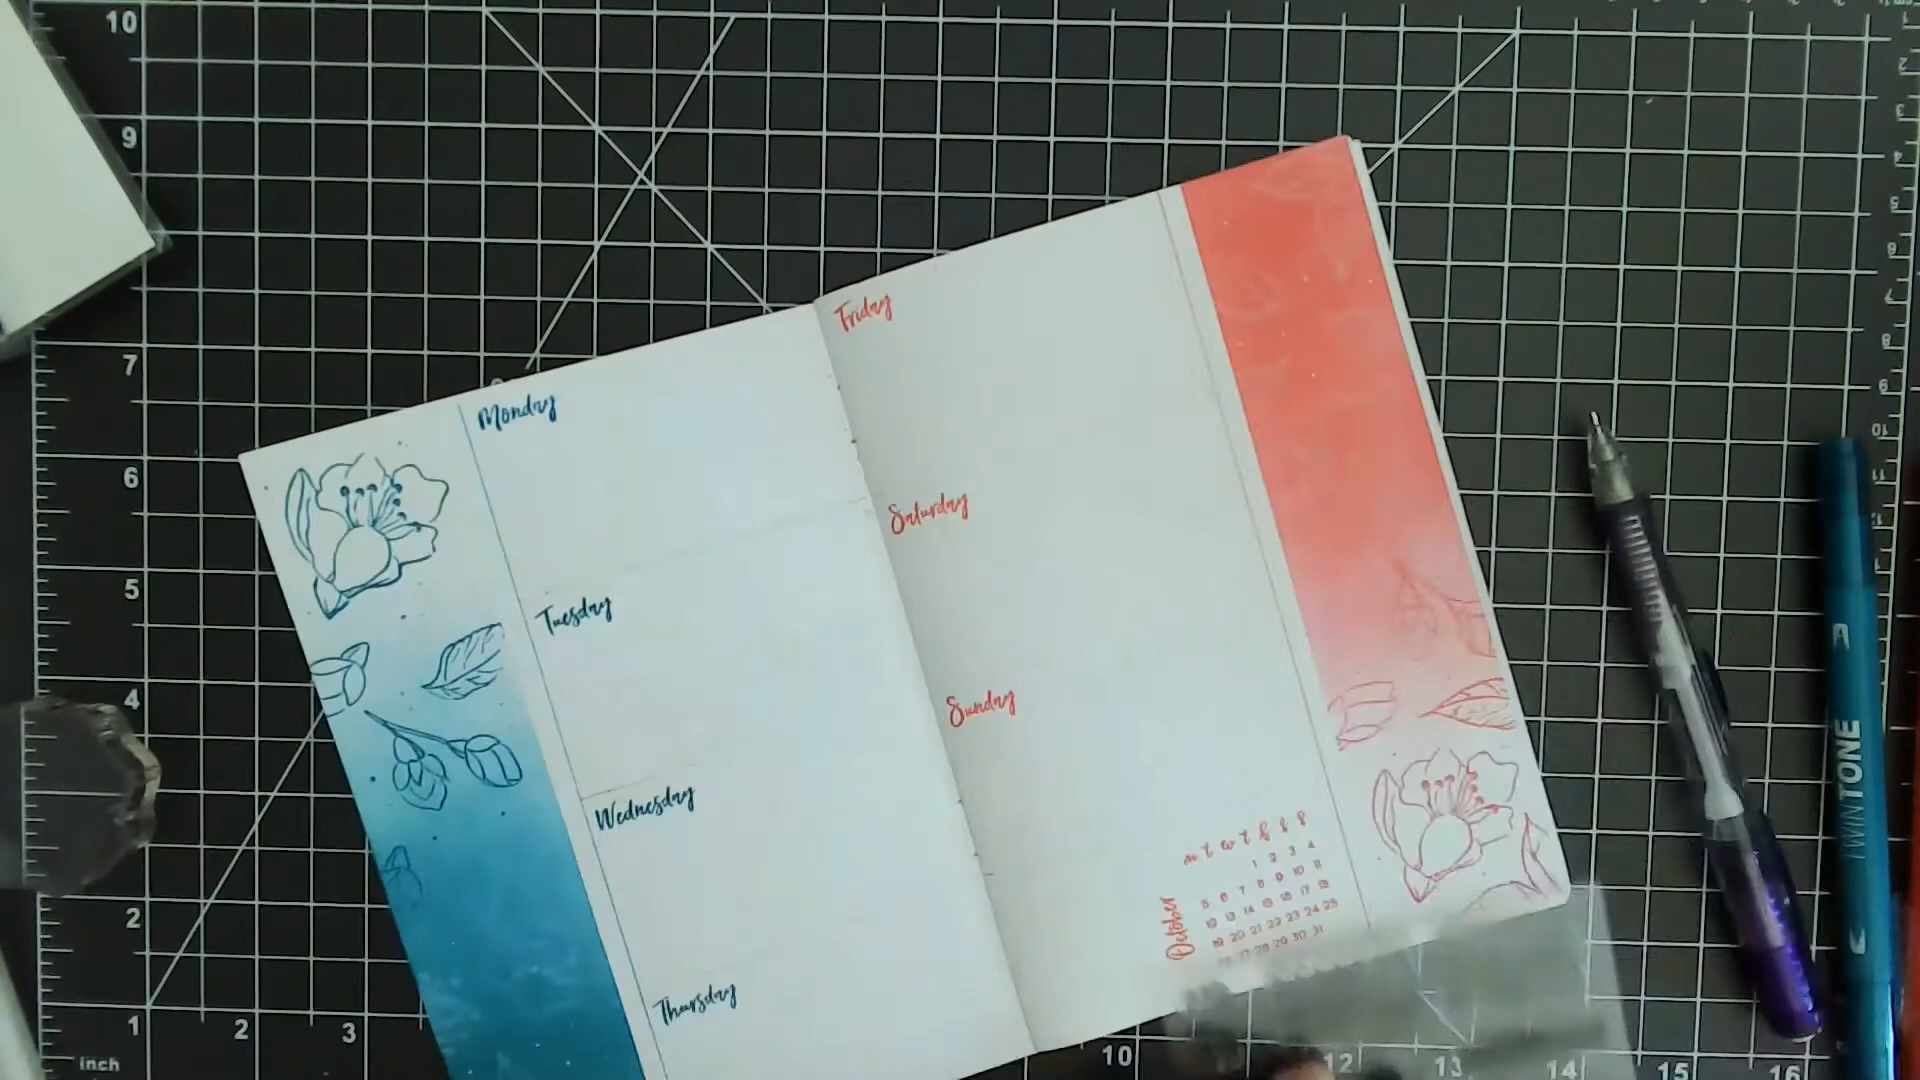 Monday
Tuesday
Wednesday
Thursday
Friday
Saturday
Sunday
October
m t w t f s s
1 2 3 4
5 6 7 8 9 10 11
12 13 14 15 16 17 18
19 20 21 22 23 24 25
26 27 28 29 30 31
TWINTONE
10
9
7
6
5
4
2
1
inch
2
3
10
12
13
14
15
16